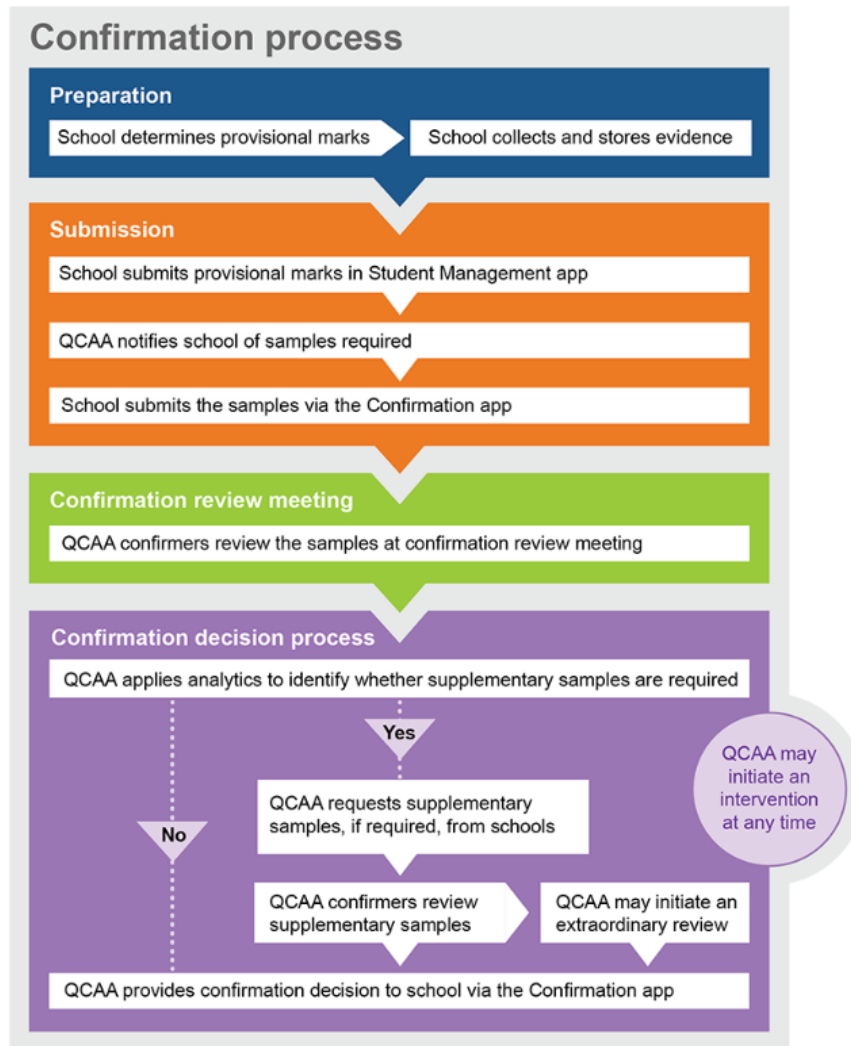 Confirmation process
Preparation
School determines provisional marks
School collects and stores evidence
Submission
School submits provisional marks in Student Management app
QCAA notifies school of samples required
School submits the samples via the Confirmation app
Confirmation review meeting
QCAA confirmers review the samples at confirmation review meeting
Confirmation decision process
QCAA applies analytics to identify whether supplementary samples are required
Yes
No
QCAA requests supplementary
samples, if required, from schools
QCAA confirmers review
supplementary samples
QCAA may initiate an
extraordinary review
QCAA provides confirmation decision to school via the Confirmation app
QCAA may
initiate an
intervention
at any time